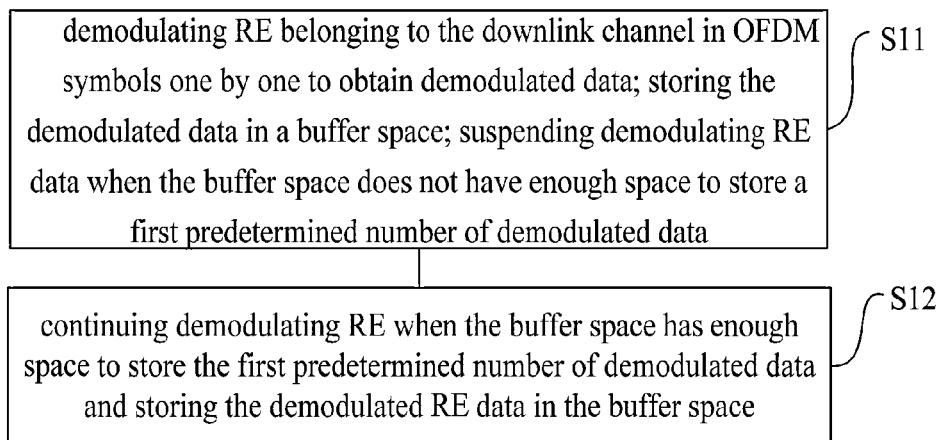 demodulating RE belonging to the downlink channel in OFDM
symbols one by one to obtain demodulated data; storing the
demodulated data in a buffer space; suspending demodulating RE
data when the buffer space does not have enough space to store a
first predetermined number of demodulated data
S11
continuing demodulating RE when the buffer space has enough
space to store the first predetermined number of demodulated data
and storing the demodulated RE data in the buffer space
S12